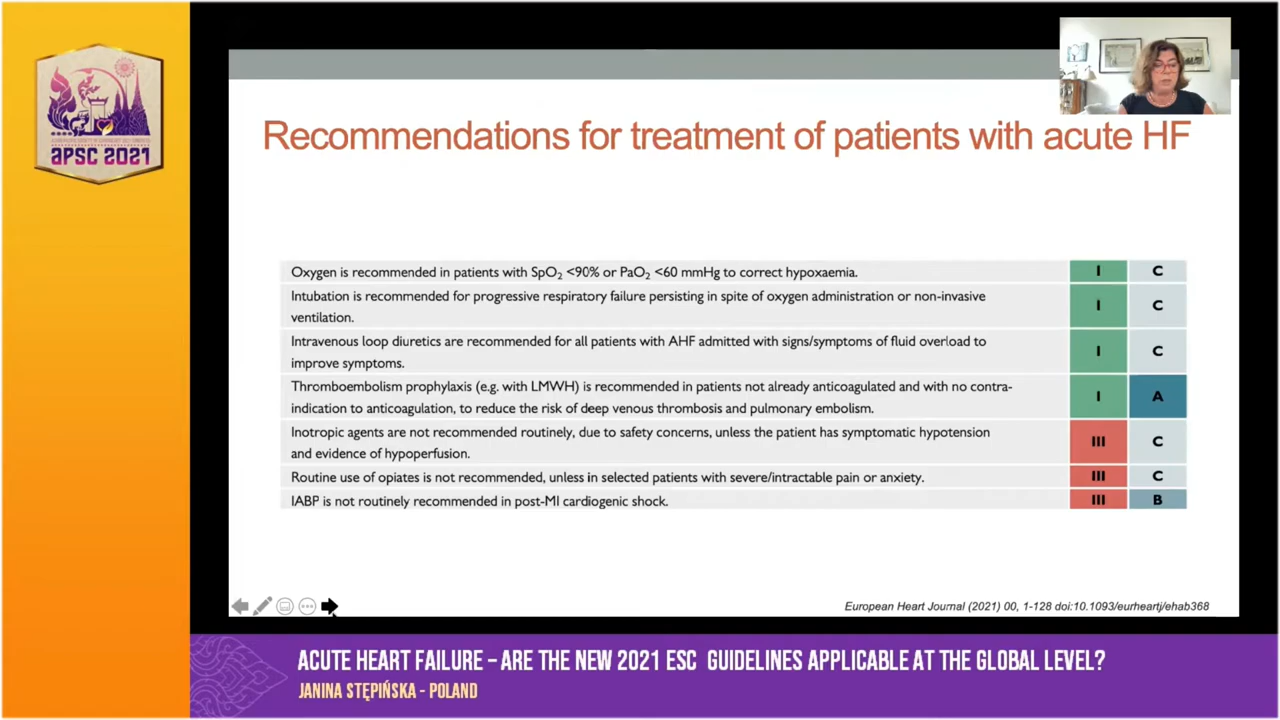 APSC 2021
Recommendations for treatment of patients with acute HF
Oxygen is recommended in patients with SpO₂ <90% or PaO₂ <60 mmHg to correct hypoxaemia.
I
C
Intubation is recommended for progressive respiratory failure persisting in spite of oxygen administration or non-invasive
ventilation.
I
C
Intravenous loop diuretics are recommended for all patients with AHF admitted with signs/symptoms of fluid overload to
improve symptoms.
I
C
Thromboembolism prophylaxis (e.g. with LMWH) is recommended in patients not already anticoagulated and with no contra-
indication to anticoagulation, to reduce the risk of deep venous thrombosis and pulmonary embolism.
I
A
Inotropic agents are not recommended routinely, due to safety concerns, unless the patient has symptomatic hypotension
and evidence of hypoperfusion.
III
C
Routine use of opiates is not recommended, unless in selected patients with severe/intractable pain or anxiety.
III
C
IABP is not routinely recommended in post-MI cardiogenic shock.
III
B
European Heart Journal (2021) 00, 1-128 doi:10.1093/eurheartj/ehab368
ACUTE HEART FAILURE – ARE THE NEW 2021 ESC GUIDELINES APPLICABLE AT THE GLOBAL LEVEL?
JANINA STĘPIŃSKA - POLAND